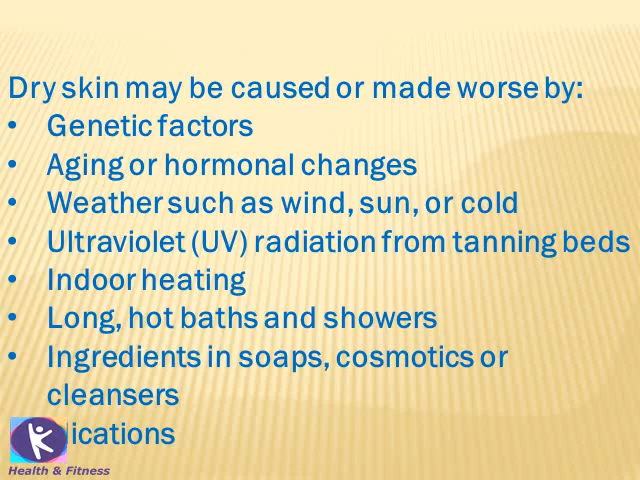 Dry skin may be caused or made worse by:
• Genetic factors
• Aging or hormonal changes
• Weather such as wind, sun, or cold
• Ultraviolet (UV) radiation from tanning beds
• Indoor heating
• Long, hot baths and showers
• Ingredients in soaps, cosmotics or
cleansers
Health & Fitness